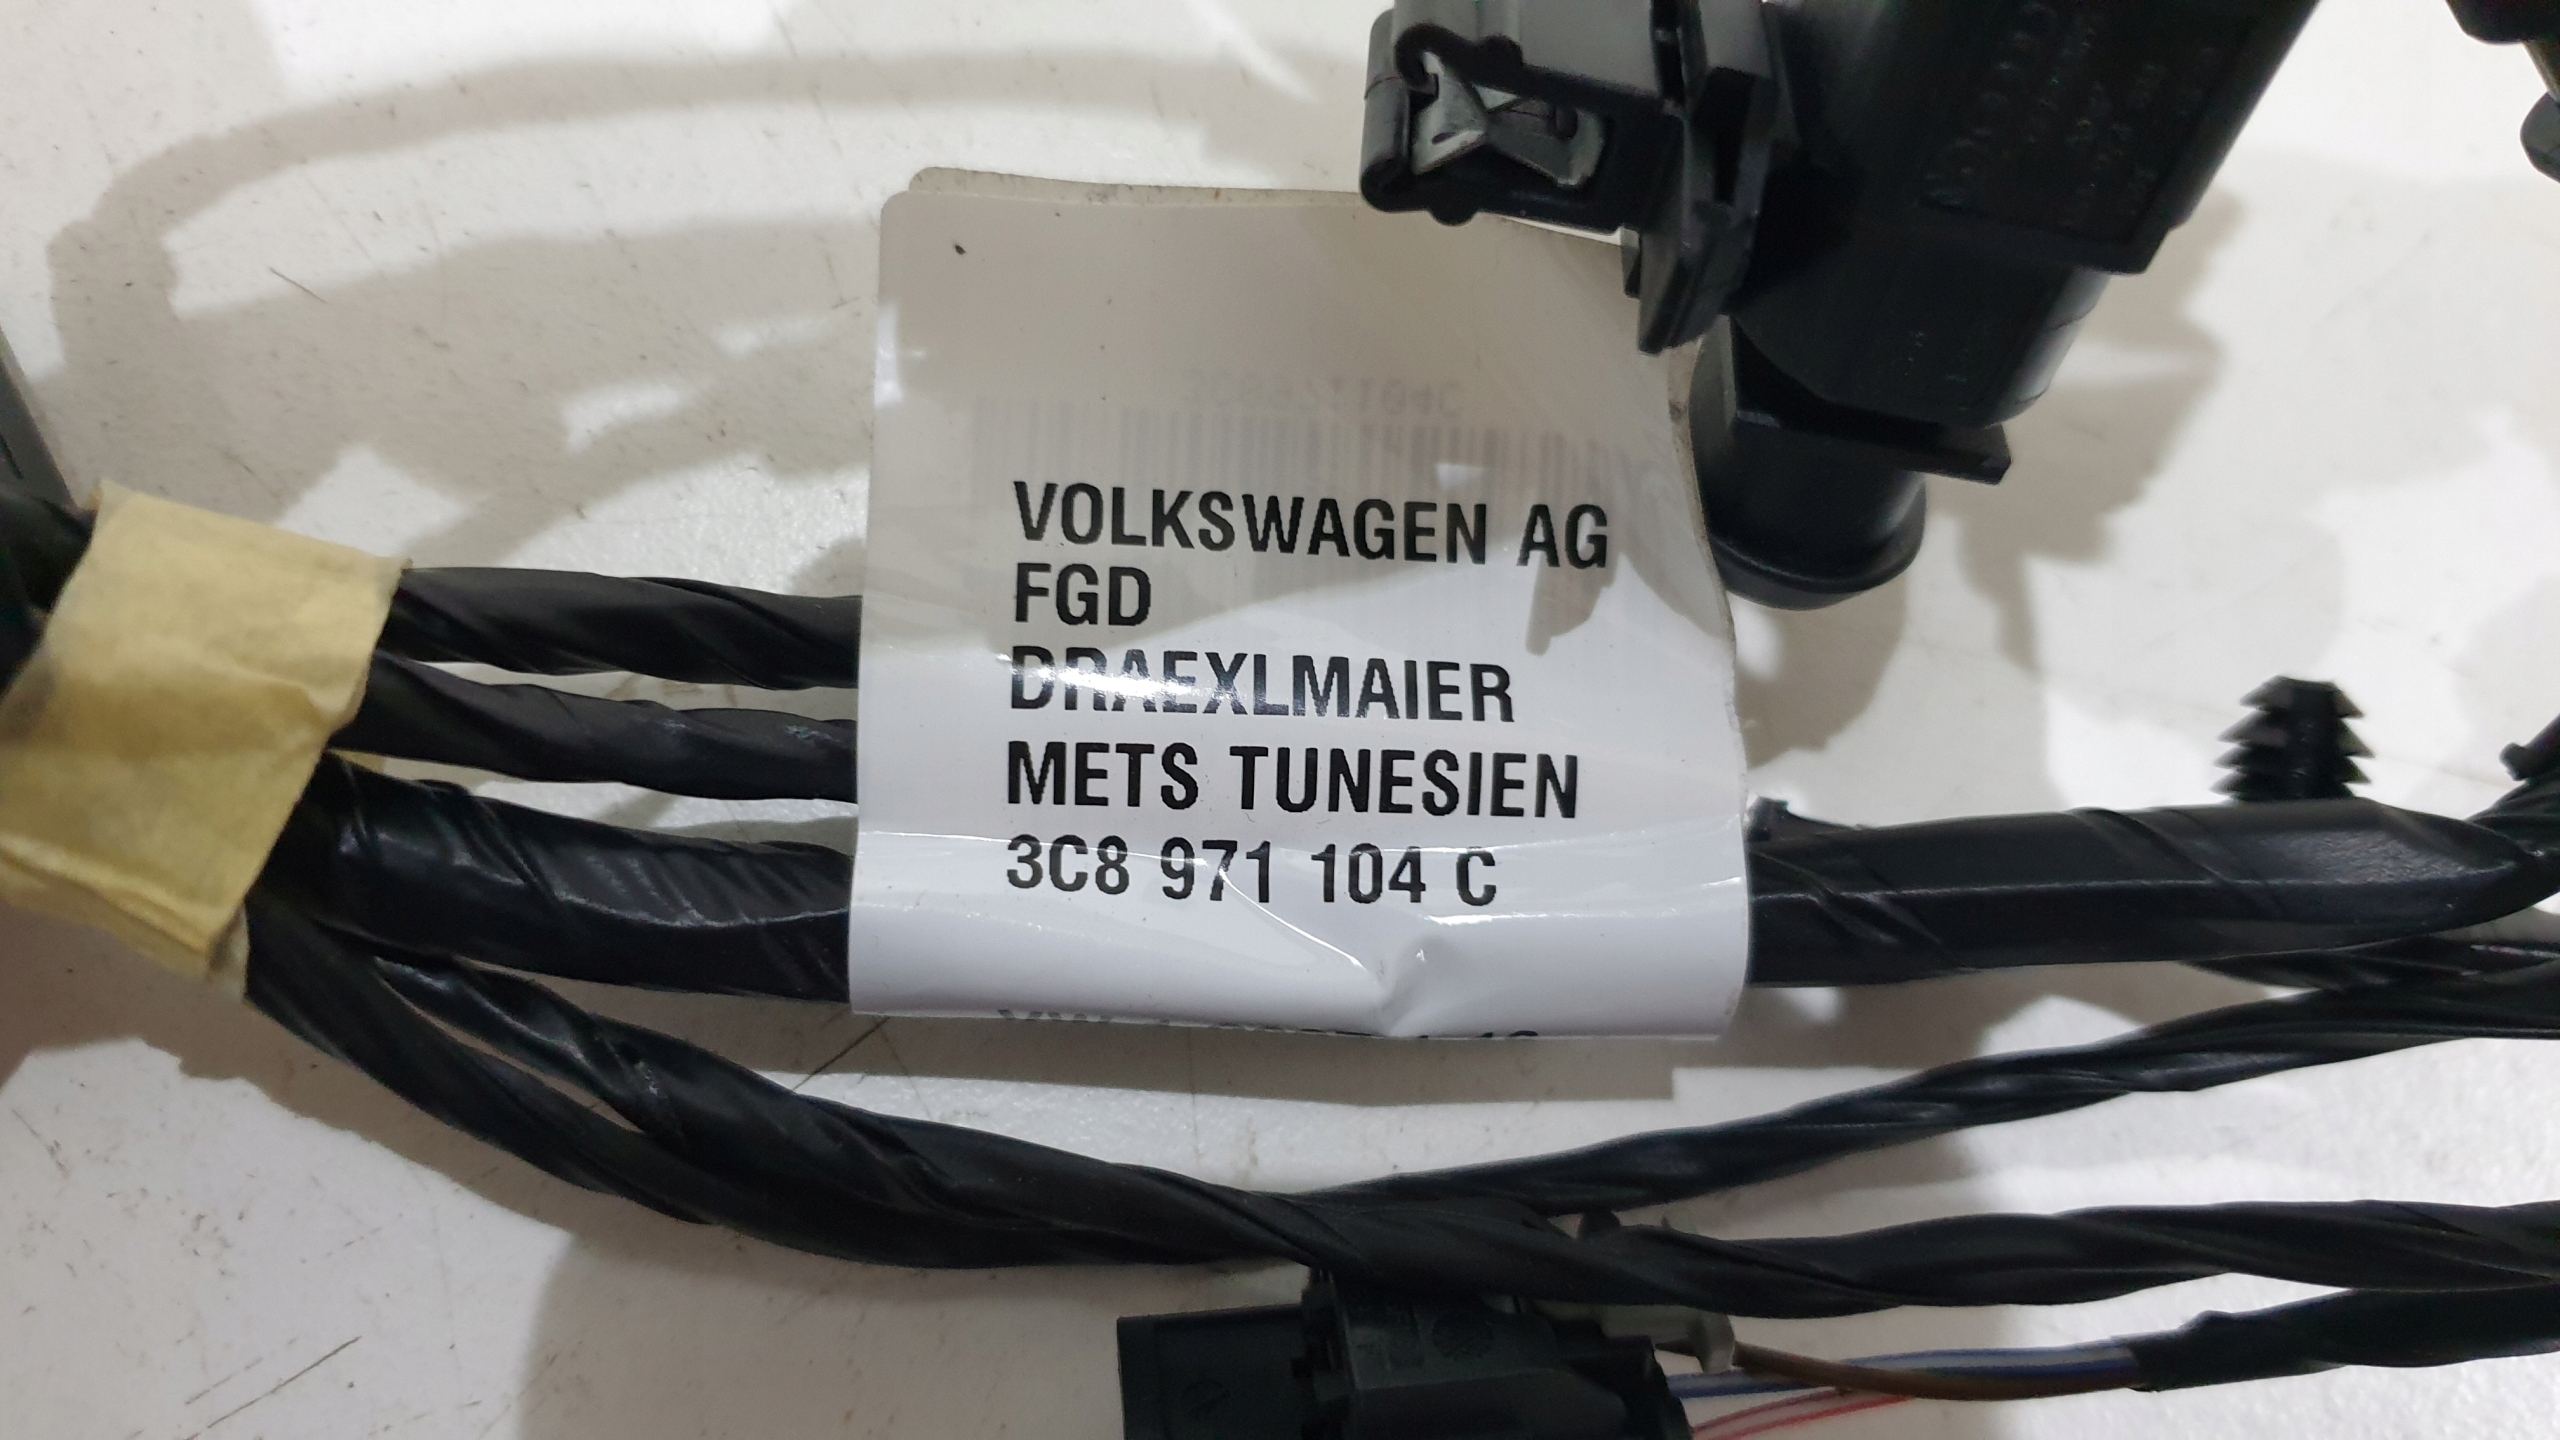 VOLKSWAGEN AG
FGD
DRAEXLMAIER
METS TUNESIEN
3C8 971 104 C